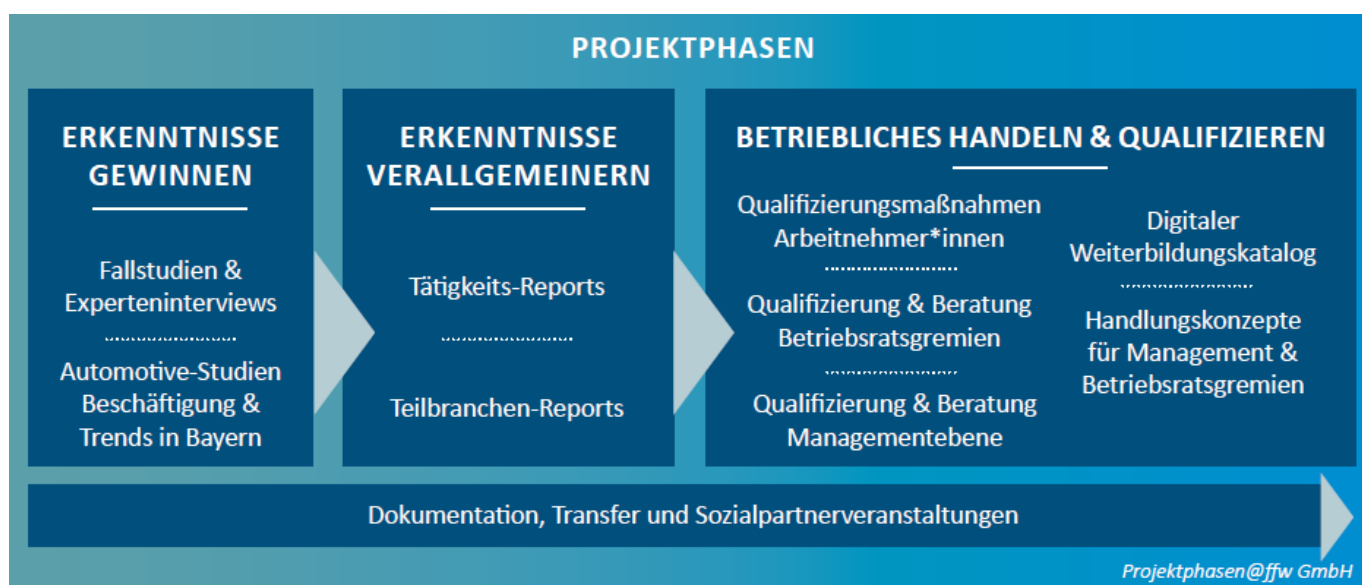 PROJEKTPHASEN
ERKENNTNISSE
GEWINNEN
Fallstudien &
Experteninterviews
Automotive-Studien
Beschäftigung &
Trends in Bayern
ERKENNTNISSE
VERALLGEMEINERN
Tätigkeits-Reports
Teilbranchen-Reports
BETRIEBLICHES HANDELN & QUALIFIZIEREN
Qualifizierungsmaßnahmen
Arbeitnehmer*innen
Qualifizierung & Beratung
Betriebsratsgremien
Qualifizierung & Beratung
Managementebene
Digitaler
Weiterbildungskatalog
Handlungskonzepte
für Management &
Betriebsratsgremien
Dokumentation, Transfer und Sozialpartnerveranstaltungen
Projektphasen@ffw GmbH